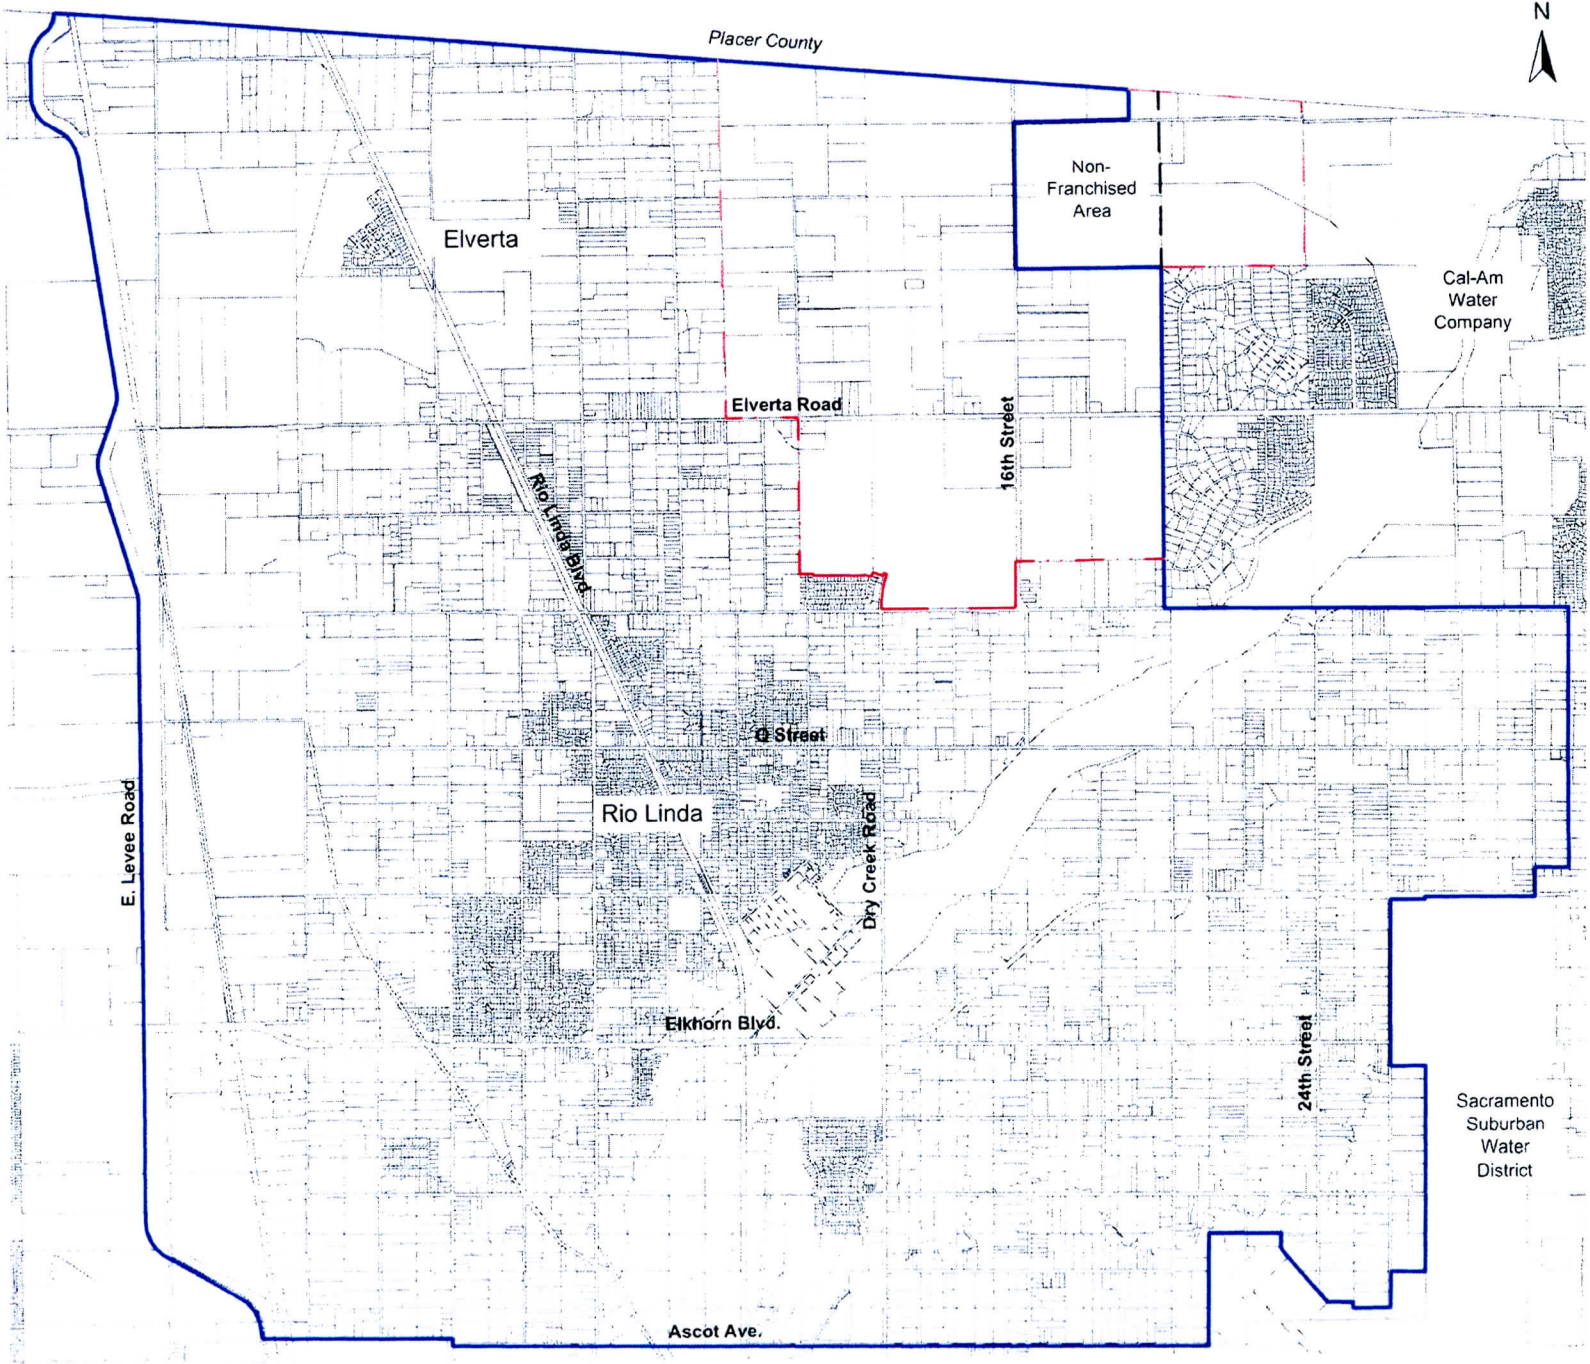 N
Placer County
Non-
Franchised
Area
Elverta
Cal-Am
Water
Company
Elverta Road
16th Street
Rio Linda Blvd
Q Street
Rio Linda
E. Levee Road
Dry Creek Road
Elkhorn Blvd.
24th Street
Sacramento
Suburban
Water
District
Ascot Ave.